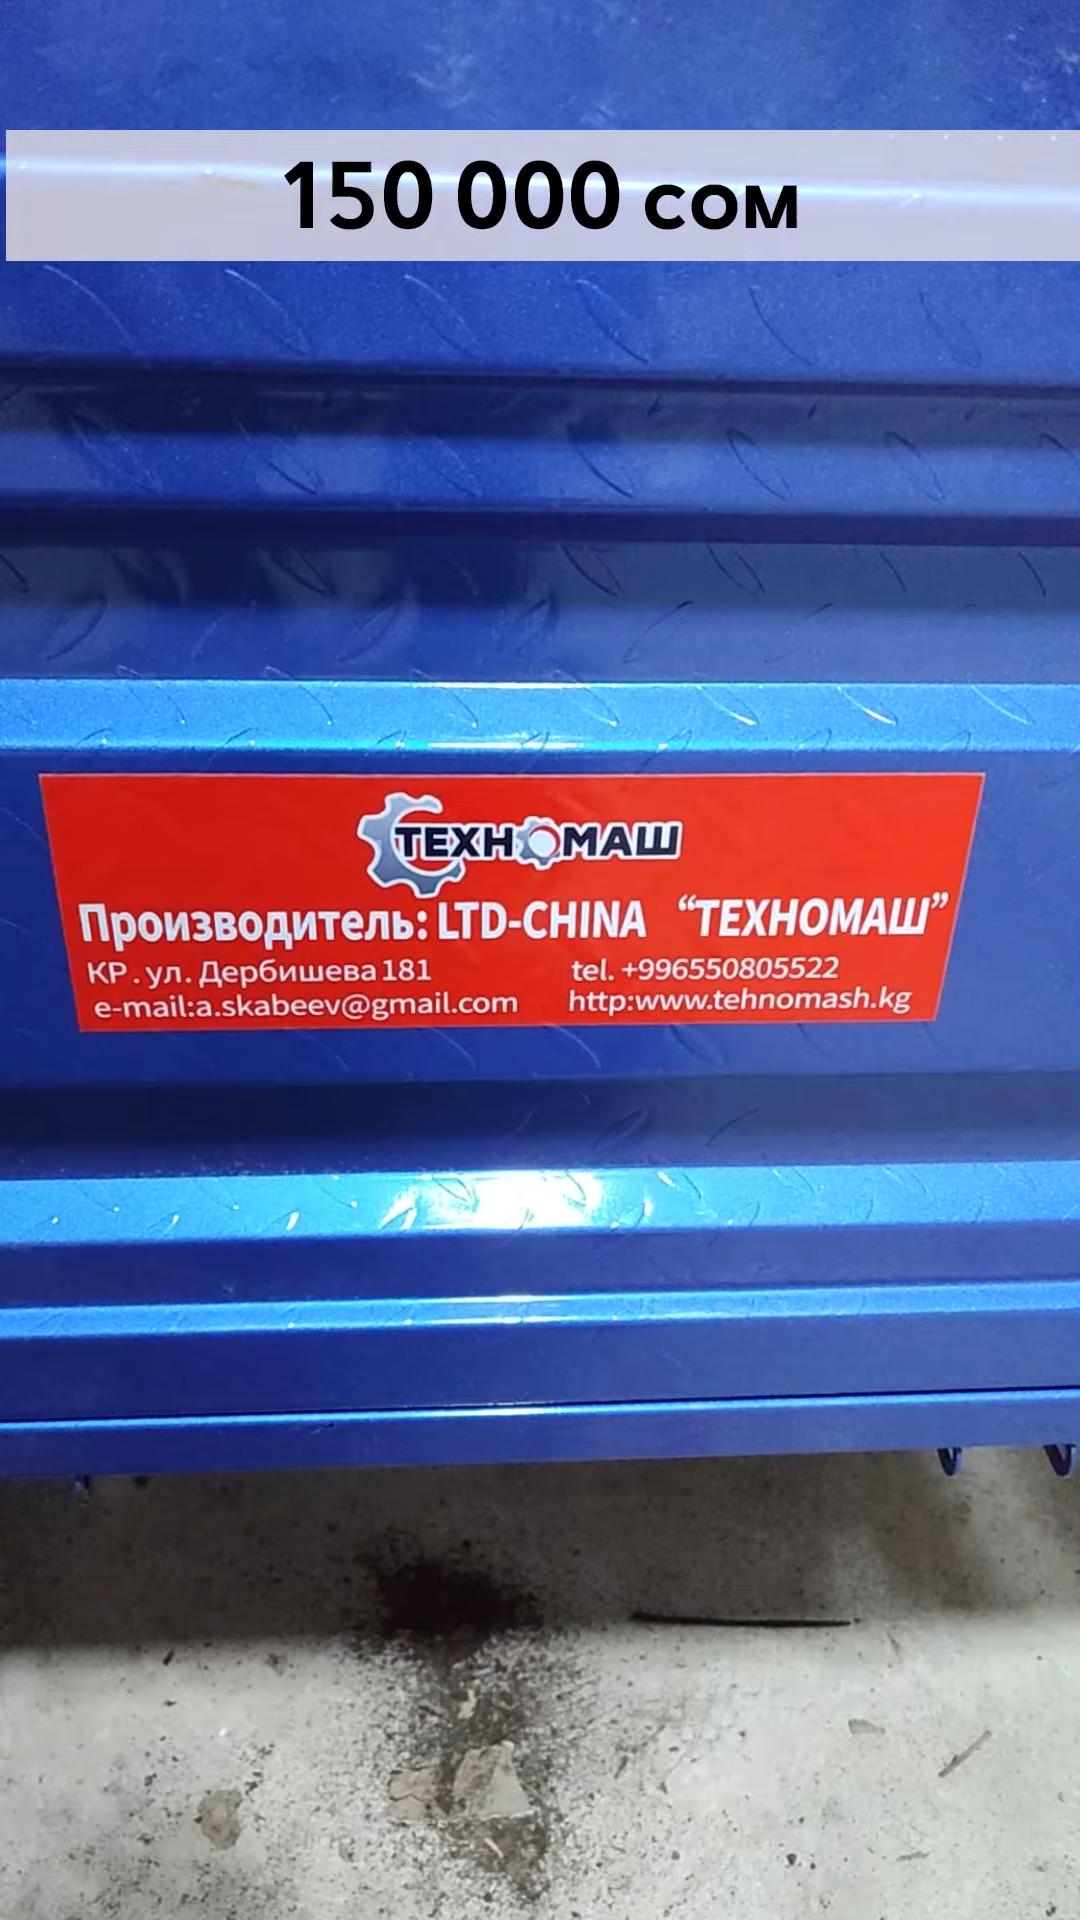 150 000 сом
ТЕХНОМАШ
Производитель: LTD-CHINA “ТЕХНОМАШ”
КР . ул. Дербишева 181 tel. +996550805522
e-mail:a.skabeev@gmail.com http:www.tehnomash.kg